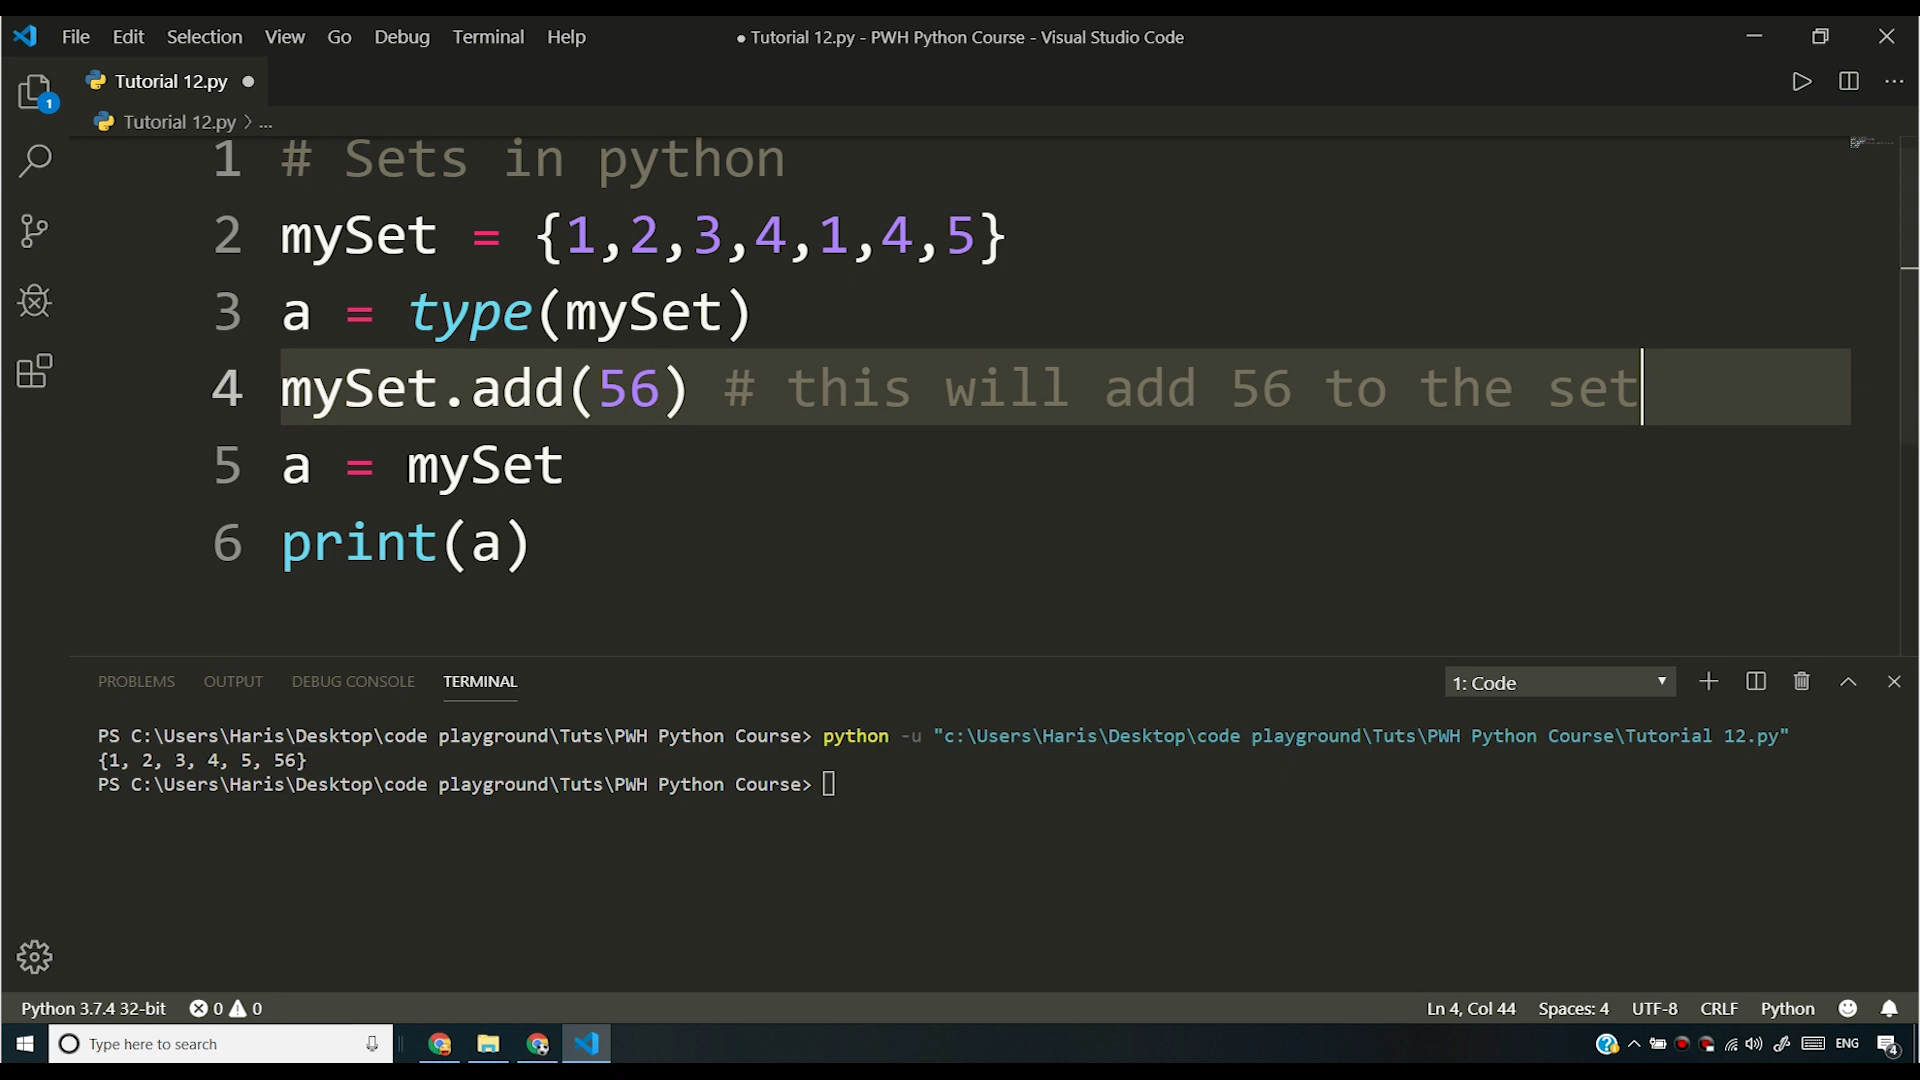 File Edit Selection View Go Debug Terminal Help
● Tutorial 12.py - PWH Python Course - Visual Studio Code
Tutorial 12.py ●
1
Tutorial 12.py > ...
1 # Sets in python
2 mySet = {1,2,3,4,1,4,5}
3 a = type(mySet)
4 mySet.add(56) # this will add 56 to the set
5 a = mySet
6 print(a)
PROBLEMS OUTPUT DEBUG CONSOLE TERMINAL 1: Code
PS C:\Users\Haris\Desktop\code playground\Tuts\PWH Python Course> python -u "c:\Users\Haris\Desktop\code playground\Tuts\PWH Python Course\Tutorial 12.py"
{1, 2, 3, 4, 5, 56}
PS C:\Users\Haris\Desktop\code playground\Tuts\PWH Python Course>
Python 3.7.4 32-bit 0 0 Ln 4, Col 44 Spaces: 4 UTF-8 CRLF Python
Type here to search ENG 4